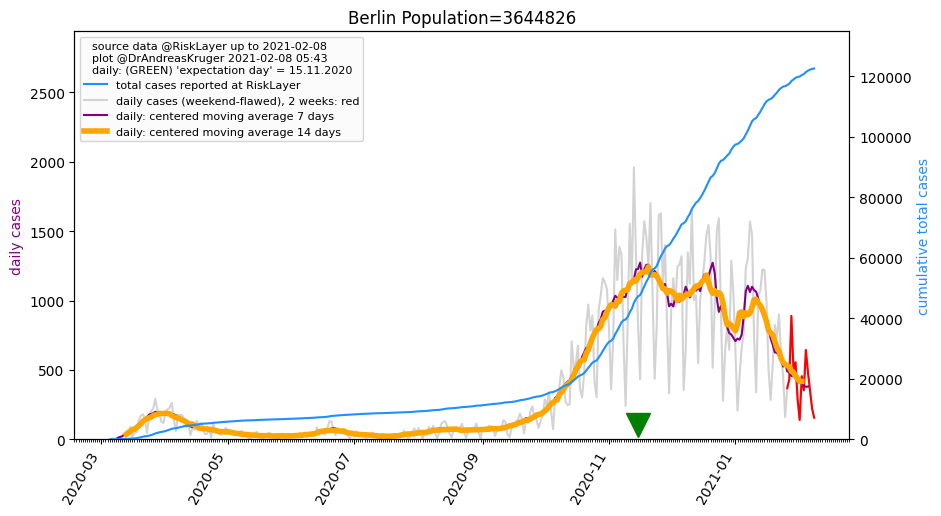 Berlin Population=3644826
source data @RiskLayer up to 2021-02-08
plot @DrAndreasKruger 2021-02-08 05:43
daily: (GREEN) 'expectation day' = 15.11.2020
total cases reported at RiskLayer
daily cases (weekend-flawed), 2 weeks: red
daily: centered moving average 7 days
daily: centered moving average 14 days
daily cases
2500
2000
1500
1000
500
0
120000
100000
80000
60000
40000
20000
0
cumulative total cases
2020-03
2020-05
2020-07
2020-09
2020-11
2021-01